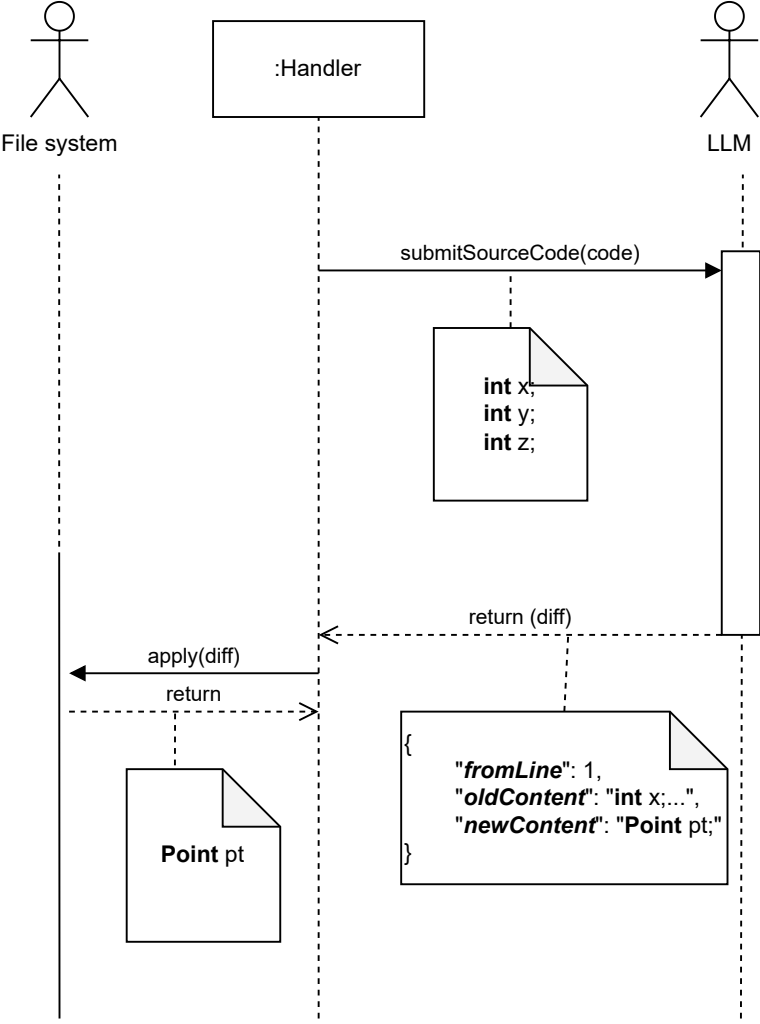 :Handler
File system
LLM
submitSourceCode(code)
int x;
int y;
int z;
return (diff)
apply(diff)
return
{
"fromLine": 1,
"oldContent": "int x;...",
"newContent": "Point pt;"
}
Point pt